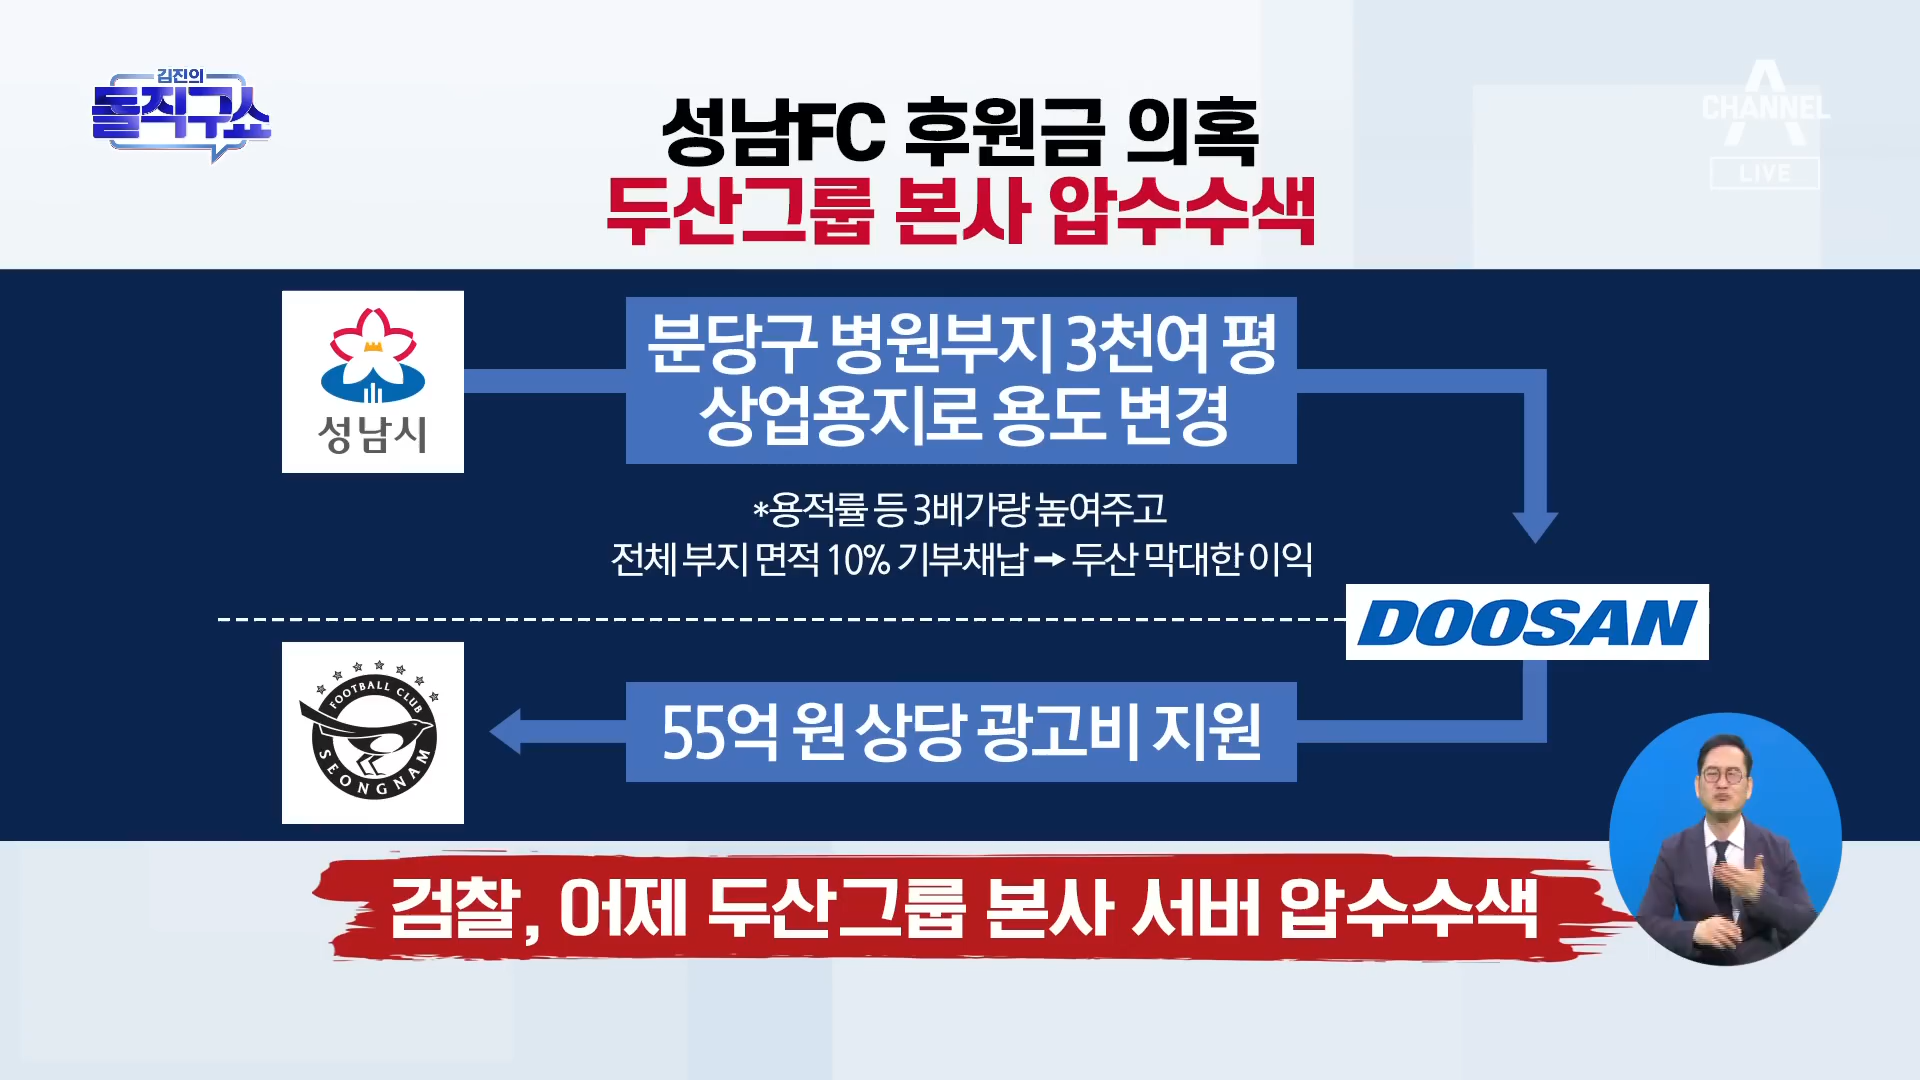 김진의
돌직구쇼
CHANNEL A
LIVE
성남FC 후원금 의혹
두산그룹 본사 압수수색
성남시
분당구 병원부지 3천여 평
상업용지로 용도 변경
*용적률 등 3배가량 높여주고
전체 부지 면적 10% 기부채납 ➡ 두산 막대한 이익
DOOSAN
FOOTBALL CLUB
SEONGNAM
55억 원 상당 광고비 지원
검찰, 어제 두산그룹 본사 서버 압수수색